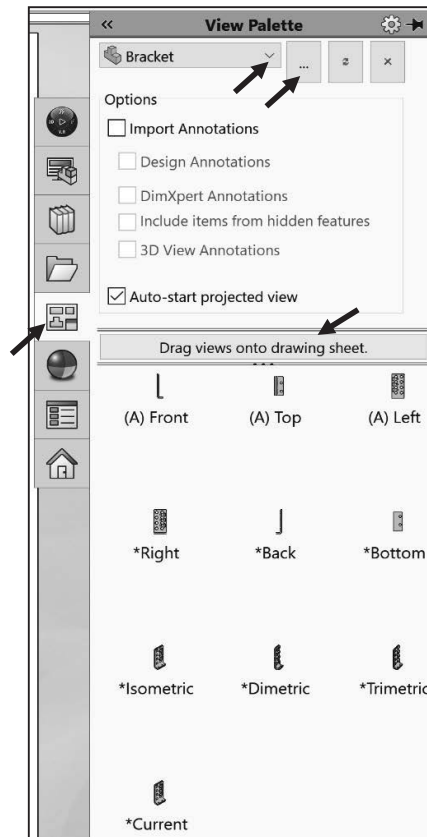 « View Palette
Bracket ...
Options
Import Annotations
Design Annotations
DimXpert Annotations
Include items from hidden features
3D View Annotations
Auto-start projected view
Drag views onto drawing sheet.
(A) Front (A) Top (A) Left
*Right *Back *Bottom
*Isometric *Dimetric *Trimetric
*Current